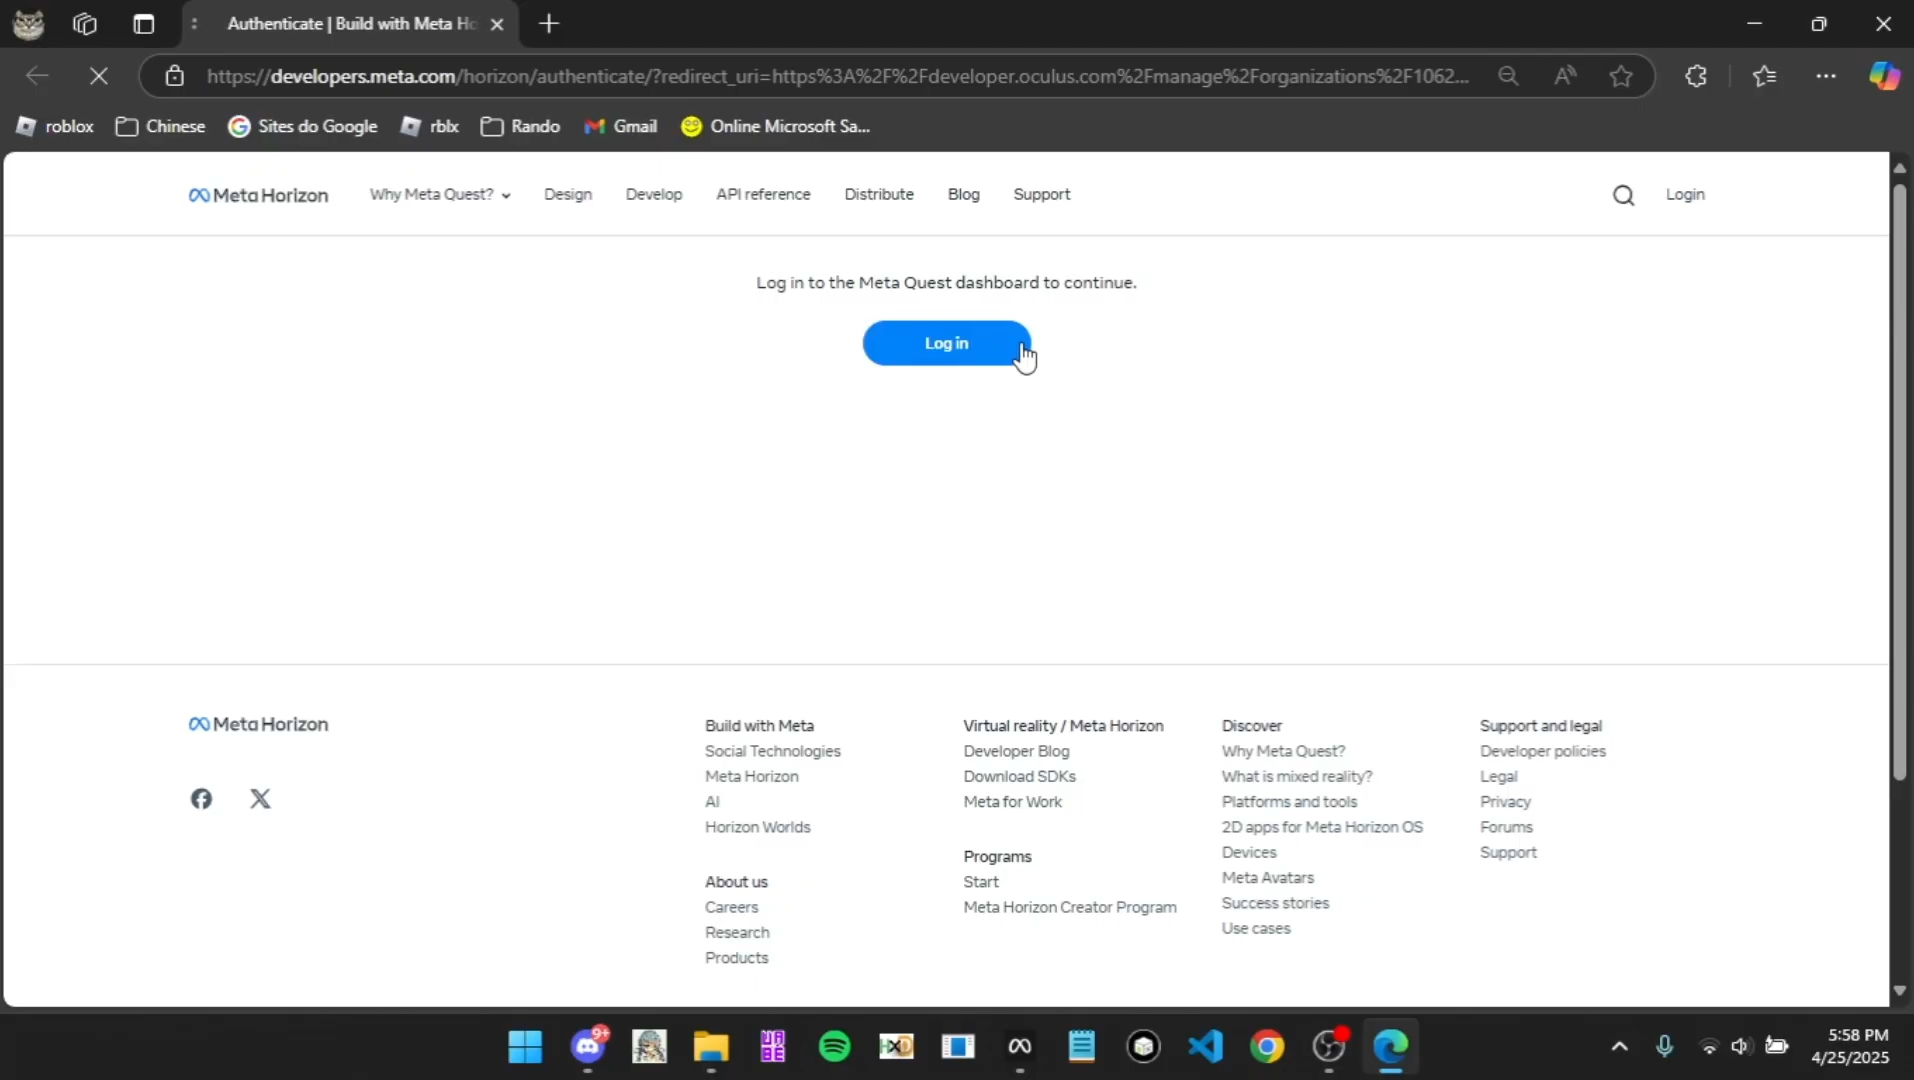 Authenticate | Build with Meta Ho
https://developers.meta.com/horizon/authenticate/?redirect_uri=https%3A%2F%2Fdeveloper.oculus.com%2Fmanage%2Forganizations%2F1062...
roblox Chinese Sites do Google rblx Rando Gmail Online Microsoft Sa...
Meta Horizon Why Meta Quest? Design Develop API reference Distribute Blog Support Login
Log in to the Meta Quest dashboard to continue.
Log in
Meta Horizon
Build with Meta
Social Technologies
Meta Horizon
AI
Horizon Worlds
About us
Careers
Research
Products
Virtual reality / Meta Horizon
Developer Blog
Download SDKs
Meta for Work
Programs
Start
Meta Horizon Creator Program
Discover
Why Meta Quest?
What is mixed reality?
Platforms and tools
2D apps for Meta Horizon OS
Devices
Meta Avatars
Success stories
Use cases
Support and legal
Developer policies
Legal
Privacy
Forums
Support
9+
UA
BE
HXD
5:58 PM
4/25/2025